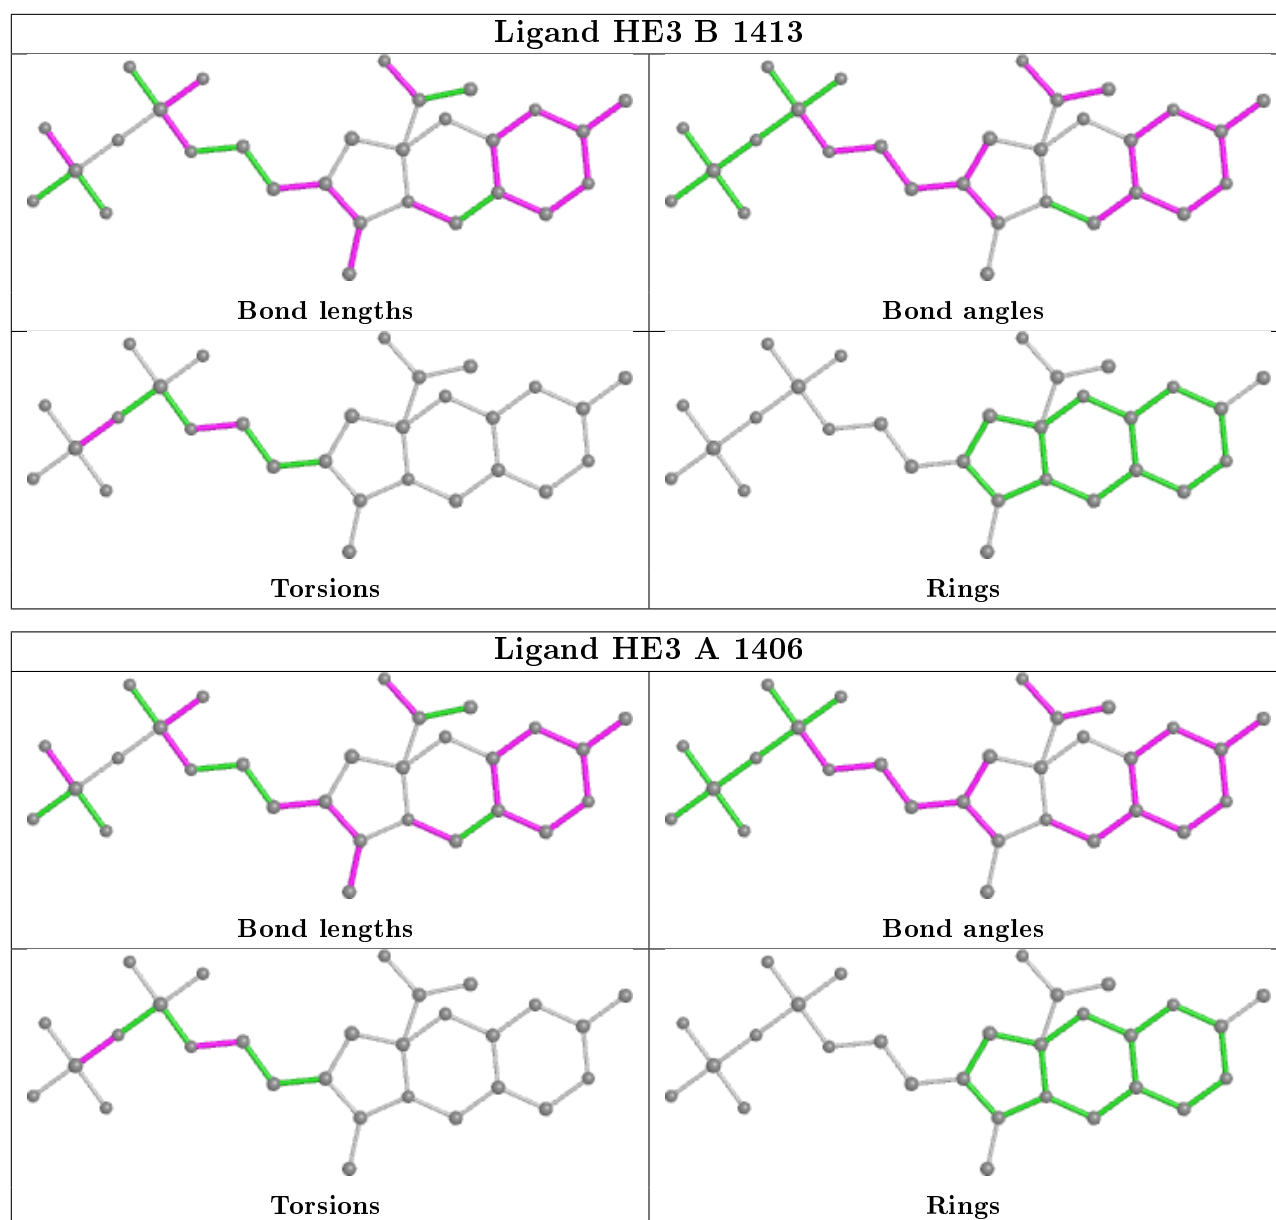 Ligand HE3 B 1413
Bond lengths
Bond angles
Torsions
Rings
Ligand HE3 A 1406
Bond lengths
Bond angles
Torsions
Rings